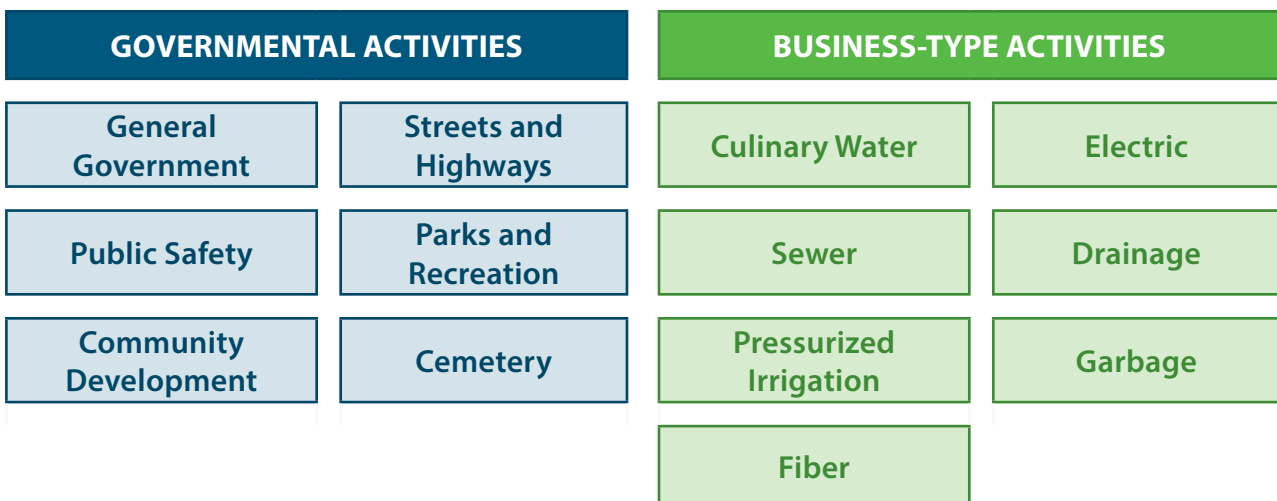 GOVERNMENTAL ACTIVITIES
General
Government
Streets and
Highways
Public Safety
Parks and
Recreation
Community
Development
Cemetery
BUSINESS-TYPE ACTIVITIES
Culinary Water
Electric
Sewer
Drainage
Pressurized
Irrigation
Garbage
Fiber